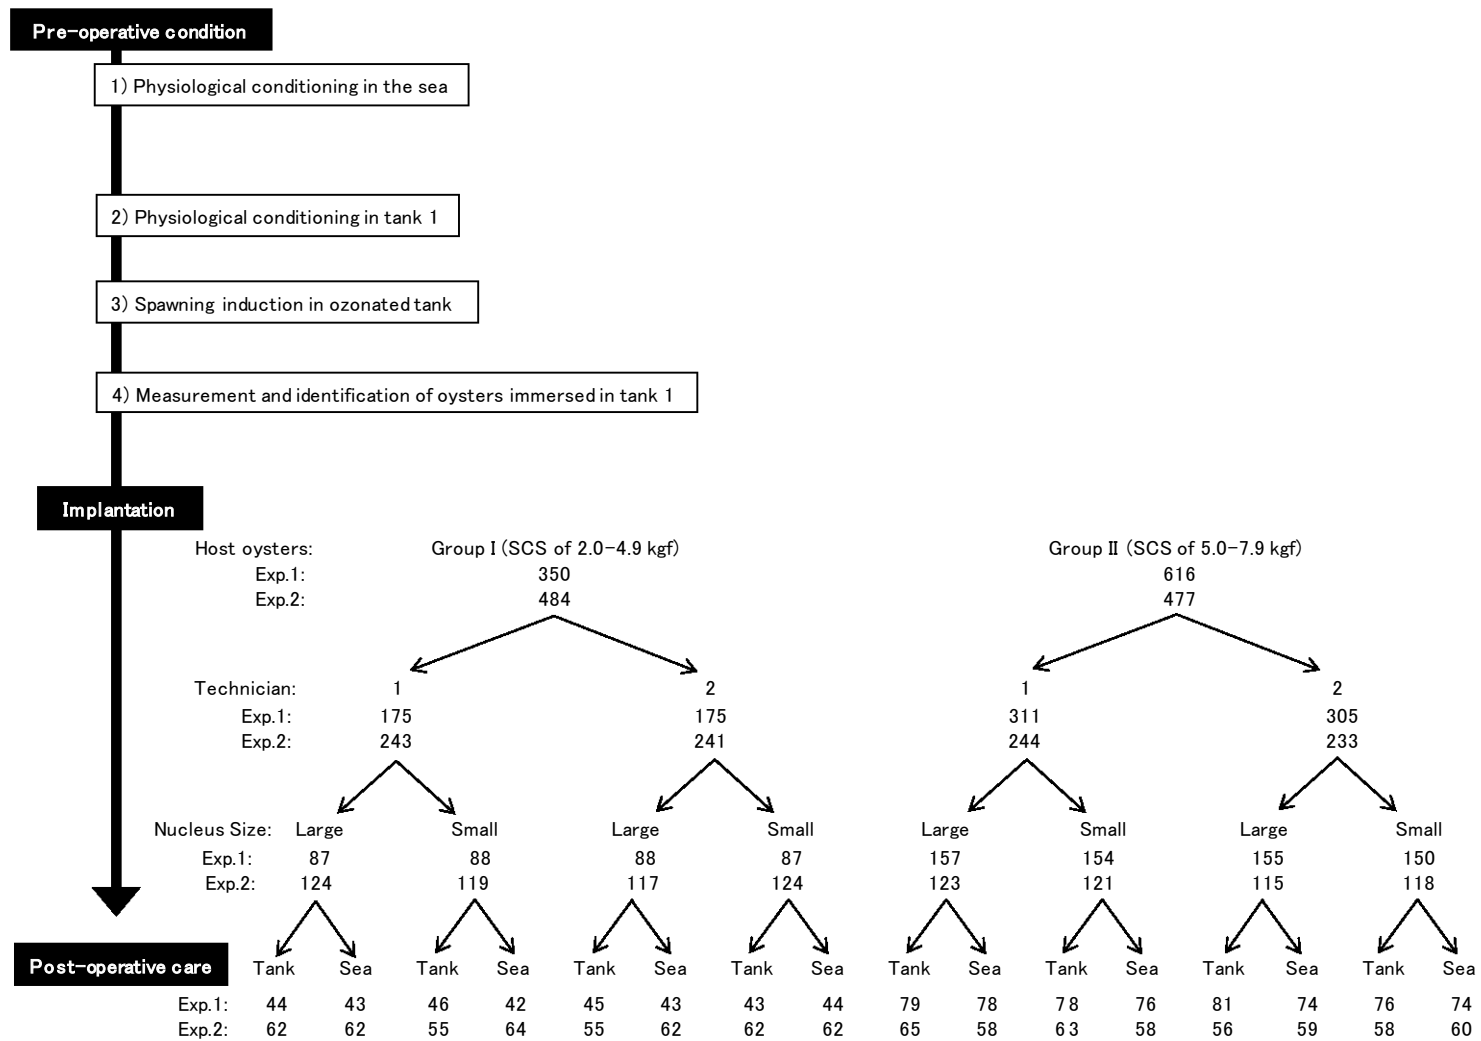 Pre-operative condition
1) Physiological conditioning in the sea
2) Physiological conditioning in tank 1
3) Spawning induction in ozonated tank
4) Measurement and identification of oysters immersed in tank 1
Implantation
Host oysters: Group I (SCS of 2.0-4.9 kgf) Group II (SCS of 5.0-7.9 kgf)
Exp.1: 350 616
Exp.2: 484 477
Technician: 1 2 1 2
Exp.1: 175 175 311 305
Exp.2: 243 241 244 233
Nucleus Size: Large Small Large Small Large Small Large Small
Exp.1: 87 88 88 87 157 154 155 150
Exp.2: 124 119 117 124 123 121 115 118
Post-operative care Tank Sea Tank Sea Tank Sea Tank Sea Tank Sea Tank Sea Tank Sea Tank Sea
Exp.1: 44 43 46 42 45 43 43 44 79 78 78 76 81 74 76 74
Exp.2: 62 62 55 64 55 62 62 62 65 58 63 58 56 59 58 60